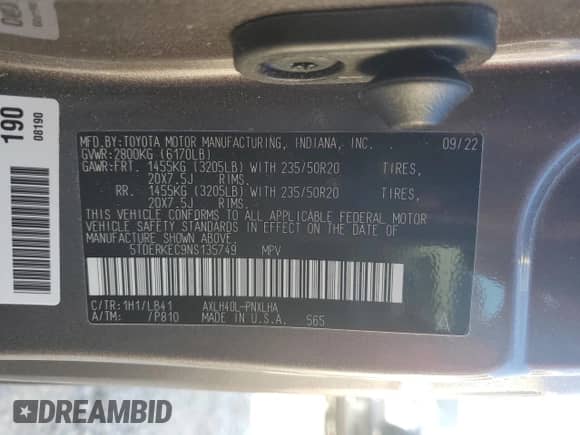 190
08190
MFD.BY:TOYOTA MOTOR MANUFACTURING, INDIANA, INC. 09/22
GVWR:2800KG (6170LB)
GAWR:FRT. 1455KG (3205LB) WITH 235/50R20 TIRES,
20X7.5J RIMS.
RR. 1455KG (3205LB) WITH 235/50R20 TIRES,
20X7.5J RIMS.
THIS VEHICLE CONFORMS TO ALL APPLICABLE FEDERAL MOTOR
VEHICLE SAFETY STANDARDS IN EFFECT ON THE DATE OF
MANUFACTURE SHOWN ABOVE.
5TDERKEC9NS135749 MPV
C/TR:1H1/LB41 AXLH40L-PNXLHA
A/TM: /P810 MADE IN U.S.A. S65
DREAMBID